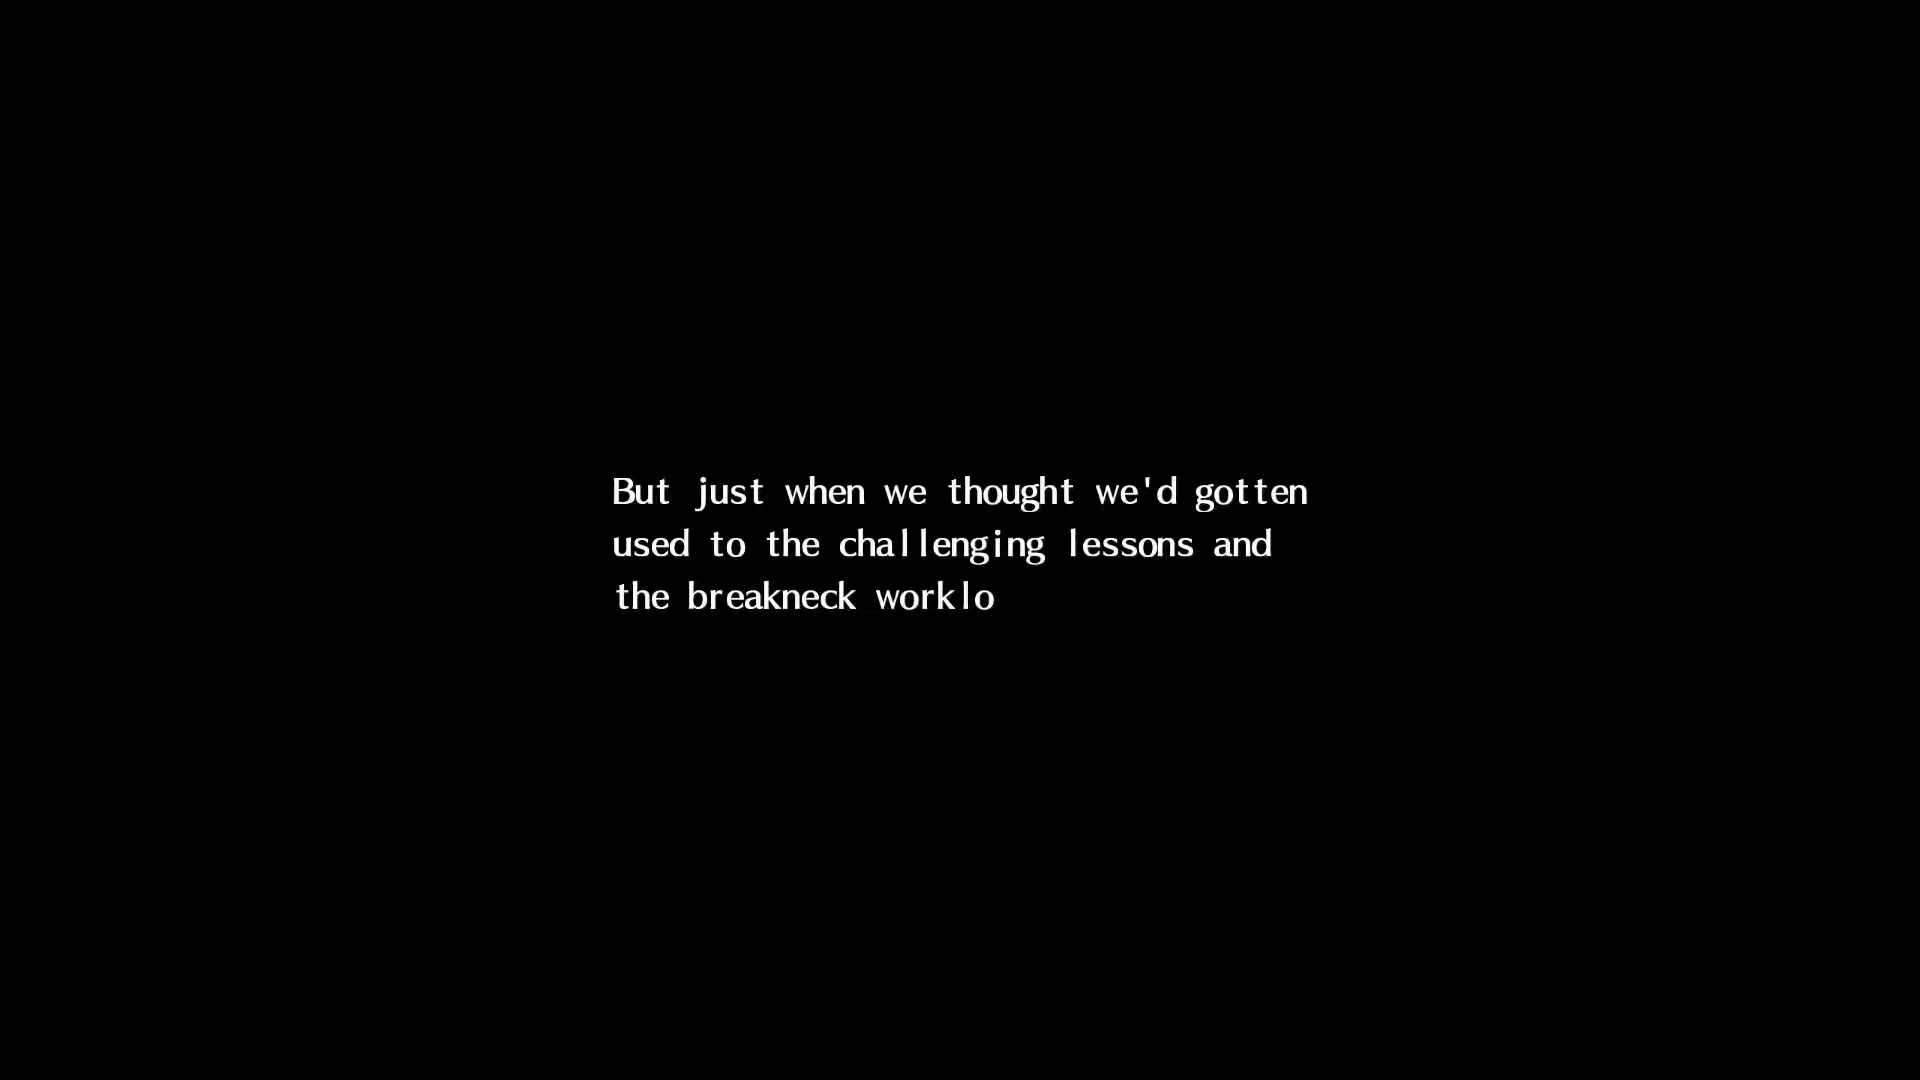 But just when we thought we'd gotten
used to the challenging lessons and
the breakneck worklo